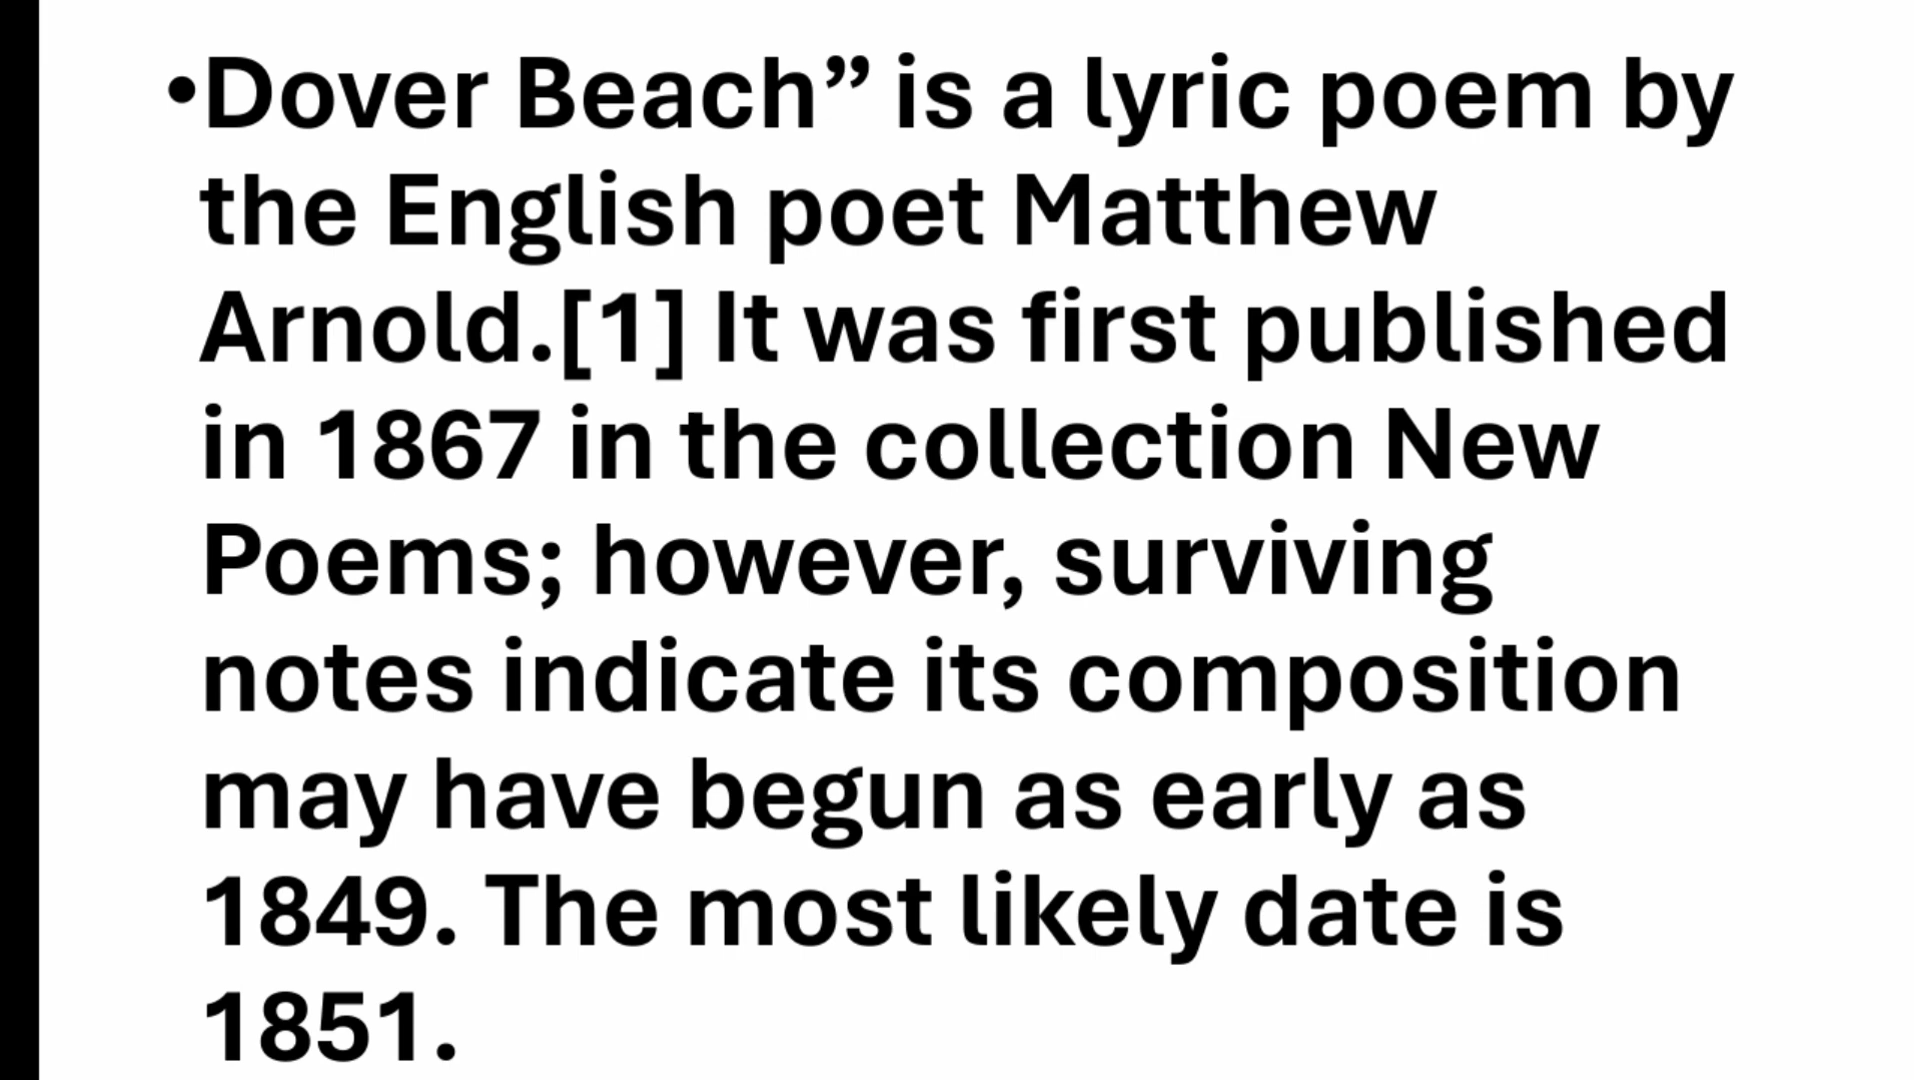 •Dover Beach” is a lyric poem by
the English poet Matthew
Arnold.[1] It was first published
in 1867 in the collection New
Poems; however, surviving
notes indicate its composition
may have begun as early as
1849. The most likely date is
1851.